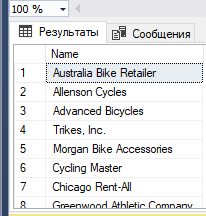 100 %
Результаты Сообщения
Name
1 Australia Bike Retailer
2 Allenson Cycles
3 Advanced Bicycles
4 Trikes, Inc.
5 Morgan Bike Accessories
6 Cycling Master
7 Chicago Rent-All
8 Greenwood Athletic Company